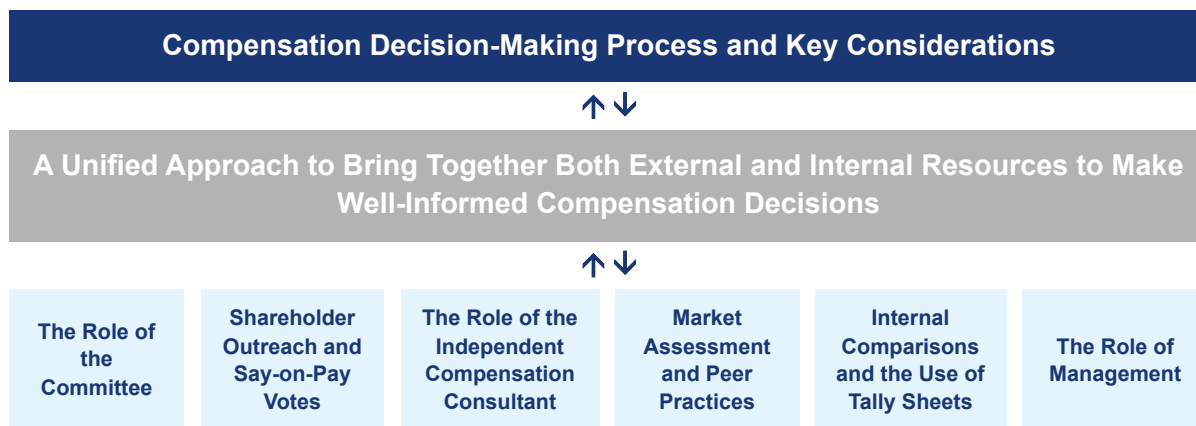 Compensation Decision-Making Process and Key Considerations
A Unified Approach to Bring Together Both External and Internal Resources to Make
Well-Informed Compensation Decisions
The Role of
the
Committee
Shareholder
Outreach and
Say-on-Pay
Votes
The Role of the
Independent
Compensation
Consultant
Market
Assessment
and Peer
Practices
Internal
Comparisons
and the Use of
Tally Sheets
The Role of
Management